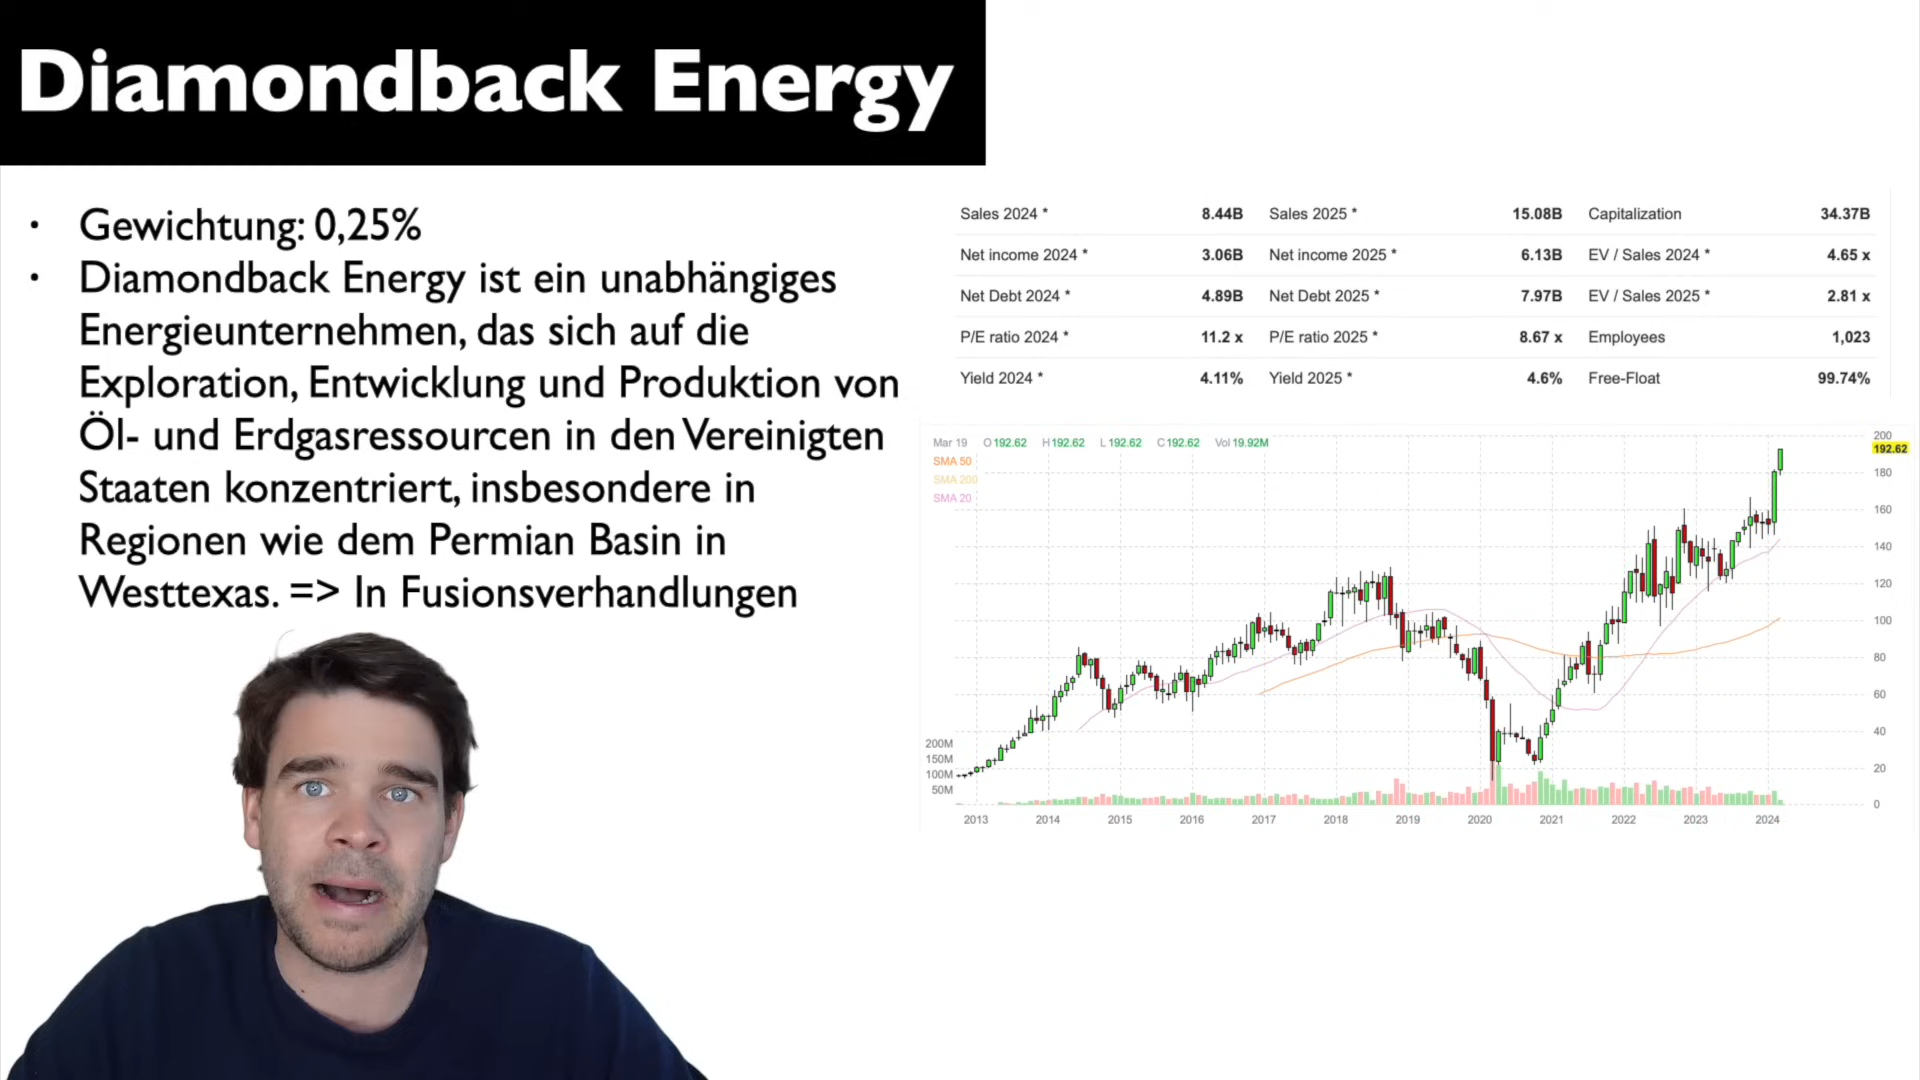 Diamondback Energy
• Gewichtung: 0,25%
• Diamondback Energy ist ein unabhängiges
Energieunternehmen, das sich auf die
Exploration, Entwicklung und Produktion von
Öl- und Erdgasressourcen in den Vereinigten
Staaten konzentriert, insbesondere in
Regionen wie dem Permian Basin in
Westtexas. => In Fusionsverhandlungen
Sales 2024 * 8.44B Sales 2025 * 15.08B Capitalization 34.37B
Net income 2024 * 3.06B Net income 2025 * 6.13B EV / Sales 2024 * 4.65 x
Net Debt 2024 * 4.89B Net Debt 2025 * 7.97B EV / Sales 2025 * 2.81 x
P/E ratio 2024 * 11.2 x P/E ratio 2025 * 8.67 x Employees 1,023
Yield 2024 * 4.11% Yield 2025 * 4.6% Free-Float 99.74%
Mar 19 O 192.62 H 192.62 L 192.62 C 192.62 Vol 19.92M
SMA 50
SMA 200
SMA 20
200
192.62
180
160
140
120
100
80
60
40
20
0
200M
150M
100M
50M
2013 2014 2015 2016 2017 2018 2019 2020 2021 2022 2023 2024